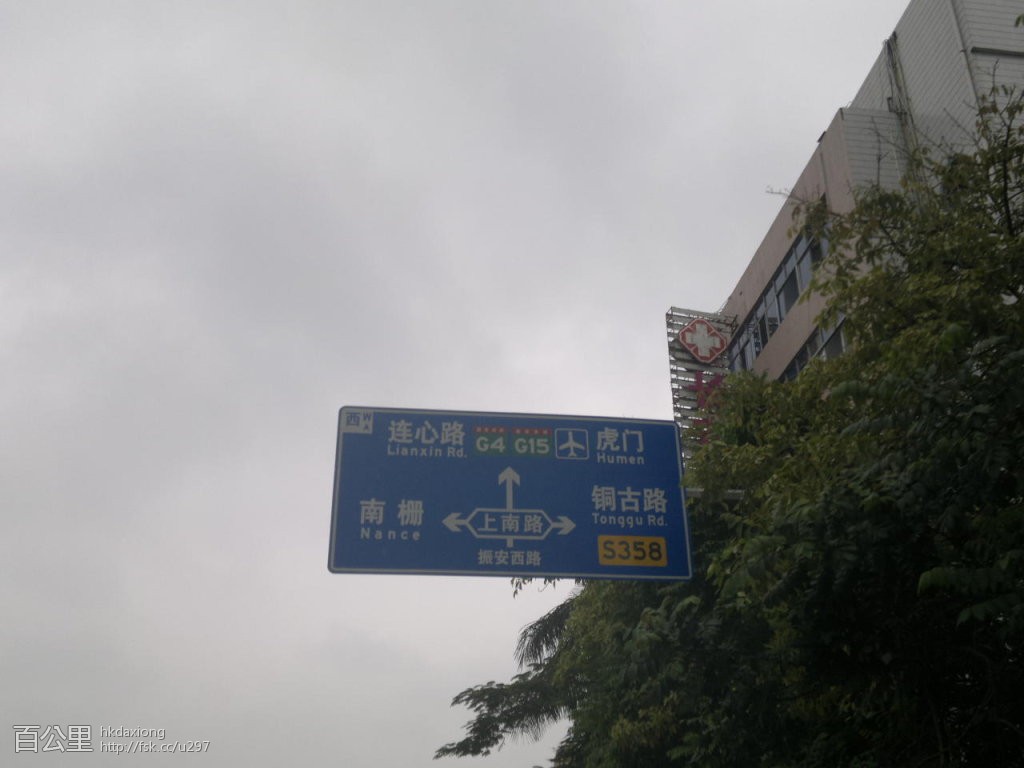 西 W
A
连心路 G4 G15 虎门
Lianxin Rd. Humen
南栅 上南路 铜古路
Nance Tonggu Rd.
振安西路 S358
百公里 hkdaxiong
http://fsk.cc/u297